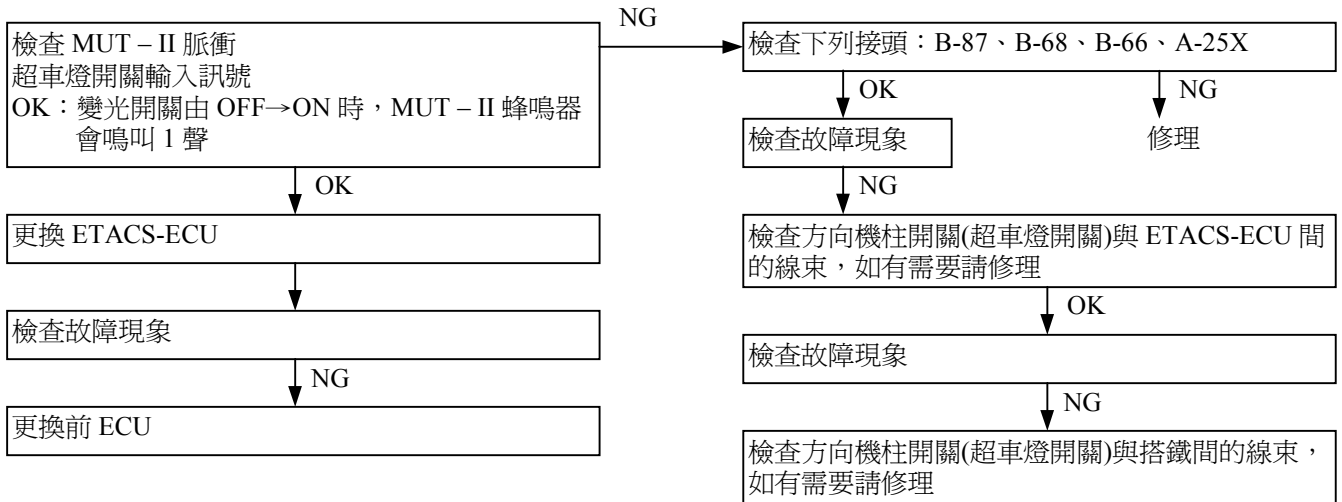 檢查 MUT – II 脈衝
超車燈開關輸入訊號
OK：變光開關由 OFF→ON 時，MUT – II 蜂鳴器
會鳴叫 1 聲
OK
更換 ETACS-ECU
檢查故障現象
NG
更換前 ECU
NG
檢查下列接頭：B-87、B-68、B-66、A-25X
OK
NG
檢查故障現象
修理
NG
檢查方向機柱開關(超車燈開關)與 ETACS-ECU 間
的線束，如有需要請修理
OK
檢查故障現象
NG
檢查方向機柱開關(超車燈開關)與搭鐵間的線束，
如有需要請修理